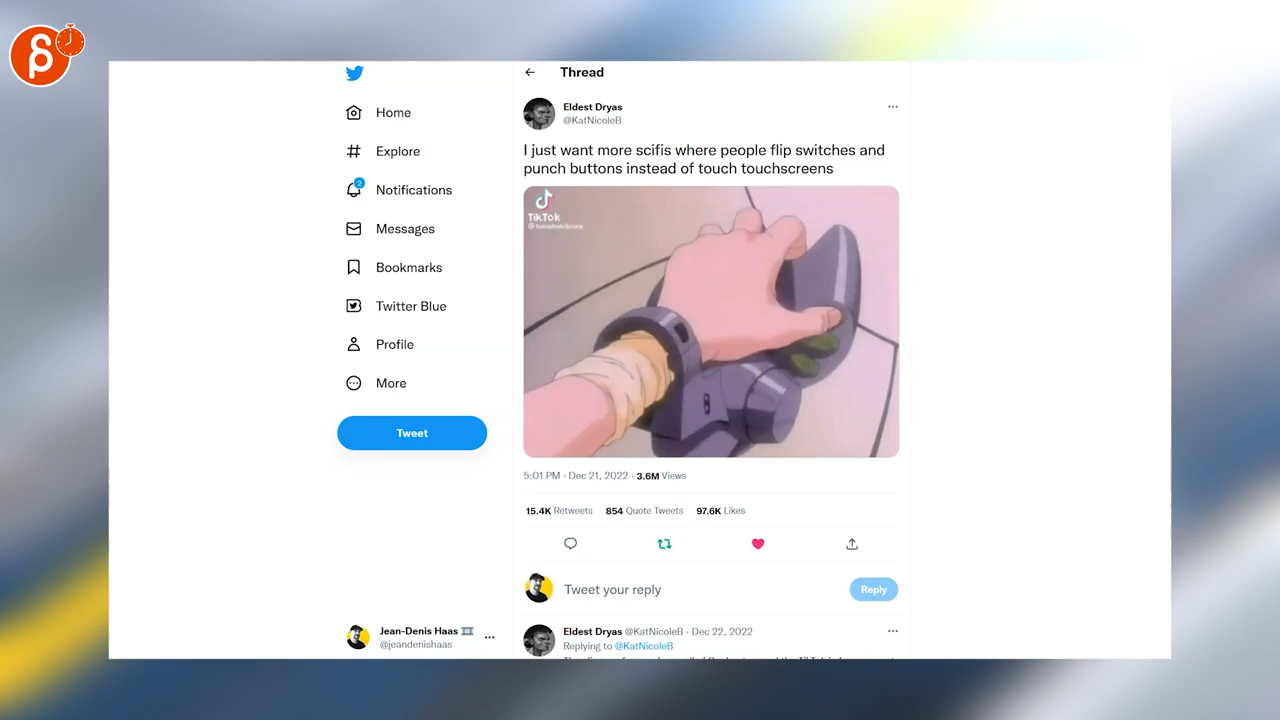 Thread
Eldest Dryas
@KatNicoleB
I just want more scifis where people flip switches and
punch buttons instead of touch touchscreens
TikTok
5:01 PM · Dec 21, 2022 · 3.6M Views
15.4K Retweets 854 Quote Tweets 97.6K Likes
Tweet your reply
Reply
Eldest Dryas @KatNicoleB · Dec 22, 2022
Replying to @KatNicoleB
Home
Explore
2
Notifications
Messages
Bookmarks
Twitter Blue
Profile
More
Tweet
Jean-Denis Haas
@jeandenishaas